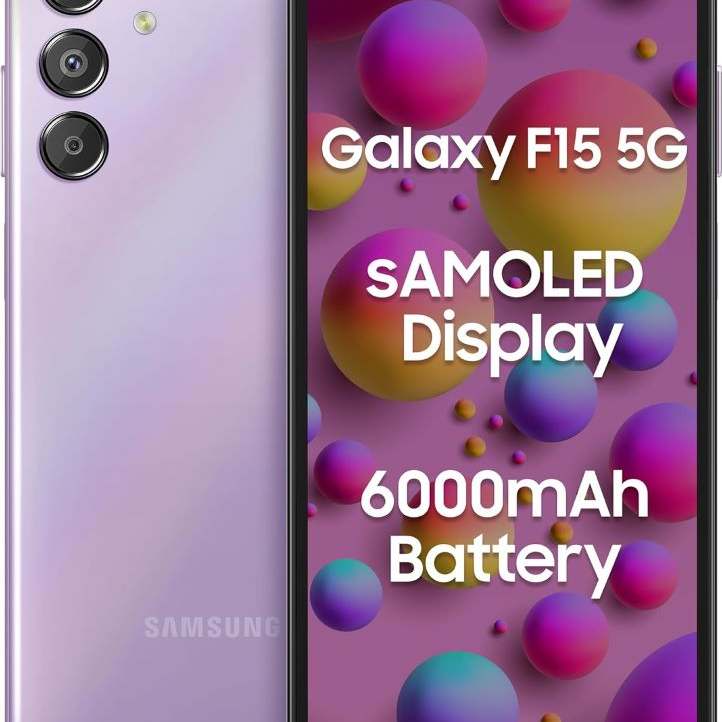 Galaxy F15 5G
sAMOLED
Display
6000mAh
Battery
SAMSUNG